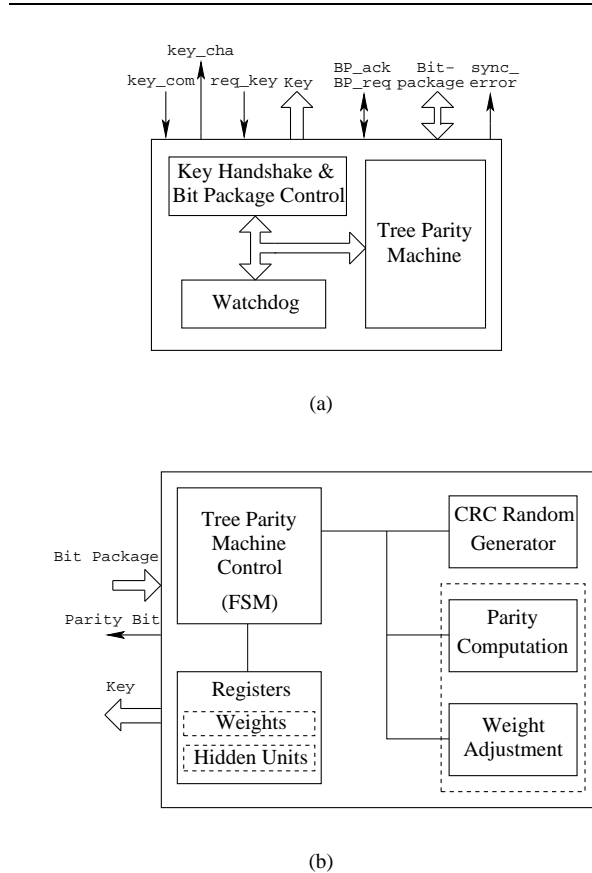 key_cha
key_com req_key Key BP_ack Bit- sync_
BP_req package error
Key Handshake &
Bit Package Control
Tree Parity
Machine
Watchdog
(a)
Tree Parity
Machine
Control
(FSM)
CRC Random
Generator
Bit Package
Parity Bit
Parity
Computation
Key
Registers
Weights
Hidden Units
Weight
Adjustment
(b)